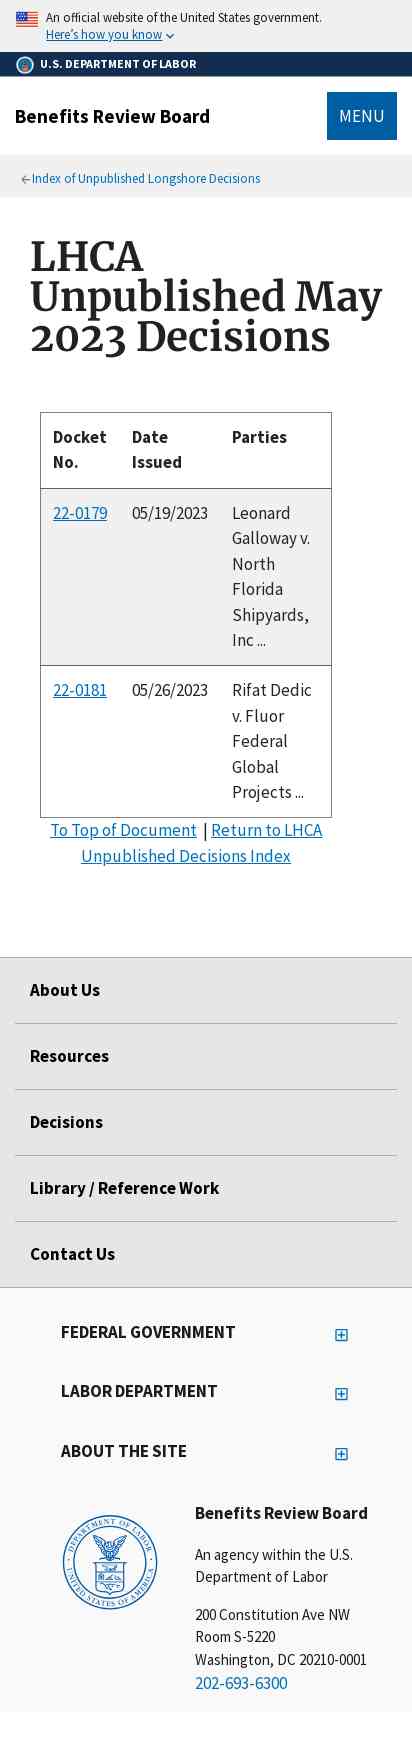 An official website of the United States government.
Here's how you know
U.S. DEPARTMENT OF LABOR
Benefits Review Board
MENU
Index of Unpublished Longshore Decisions
LHCA
Unpublished May
2023 Decisions
Docket No. Date Issued Parties
22-0179 05/19/2023 Leonard
Galloway v.
North
Florida
Shipyards,
Inc ...
22-0181 05/26/2023 Rifat Dedic
v. Fluor
Federal
Global
Projects ...
To Top of Document | Return to LHCA
Unpublished Decisions Index
About Us
Resources
Decisions
Library / Reference Work
Contact Us
FEDERAL GOVERNMENT
LABOR DEPARTMENT
ABOUT THE SITE
DEPARTMENT OF LABOR
UNITED STATES OF AMERICA
Benefits Review Board
An agency within the U.S.
Department of Labor
200 Constitution Ave NW
Room S-5220
Washington, DC 20210-0001
202-693-6300